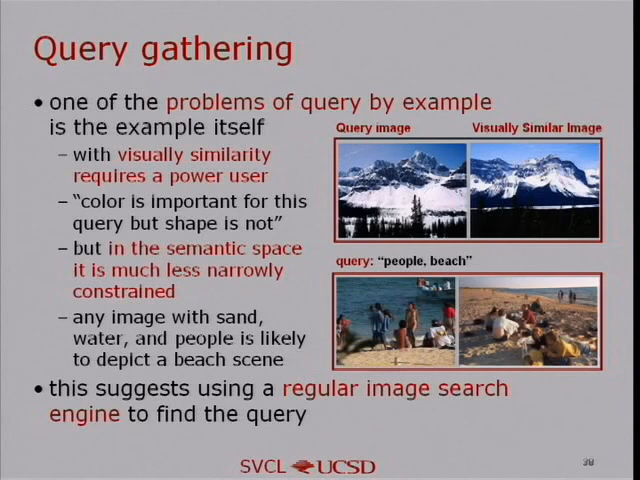 Query gathering
• one of the problems of query by example
is the example itself
Query image Visually Similar Image
– with visually similarity
requires a power user
– “color is important for this
query but shape is not”
– but in the semantic space
it is much less narrowly
constrained
query: “people, beach”
– any image with sand,
water, and people is likely
to depict a beach scene
• this suggests using a regular image search
engine to find the query
SVCL UCSD